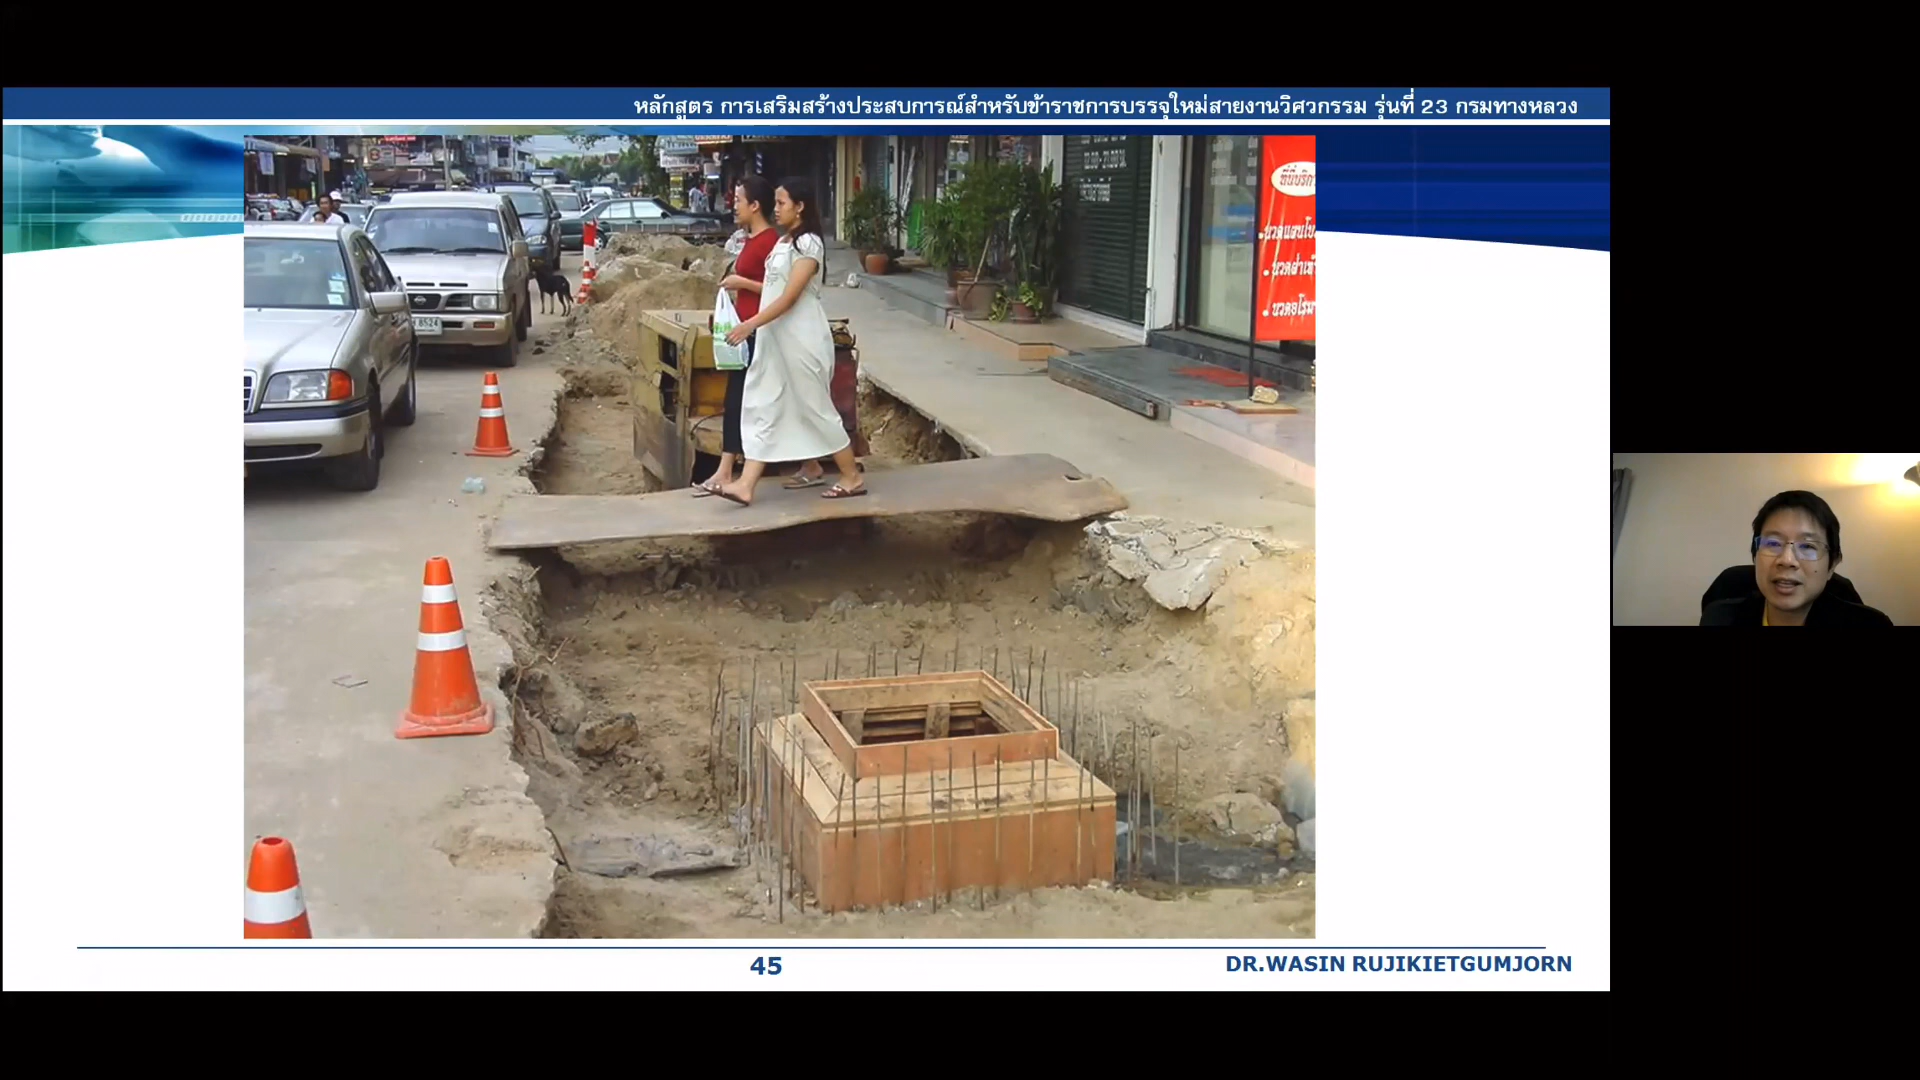 หลักสูตร การเสริมสร้างประสบการณ์สำหรับข้าราชการบรรจุใหม่สายงานวิศวกรรม รุ่นที่ 23 กรมทางหลวง
8524
45
DR.WASIN RUJIKIETGUMJORN